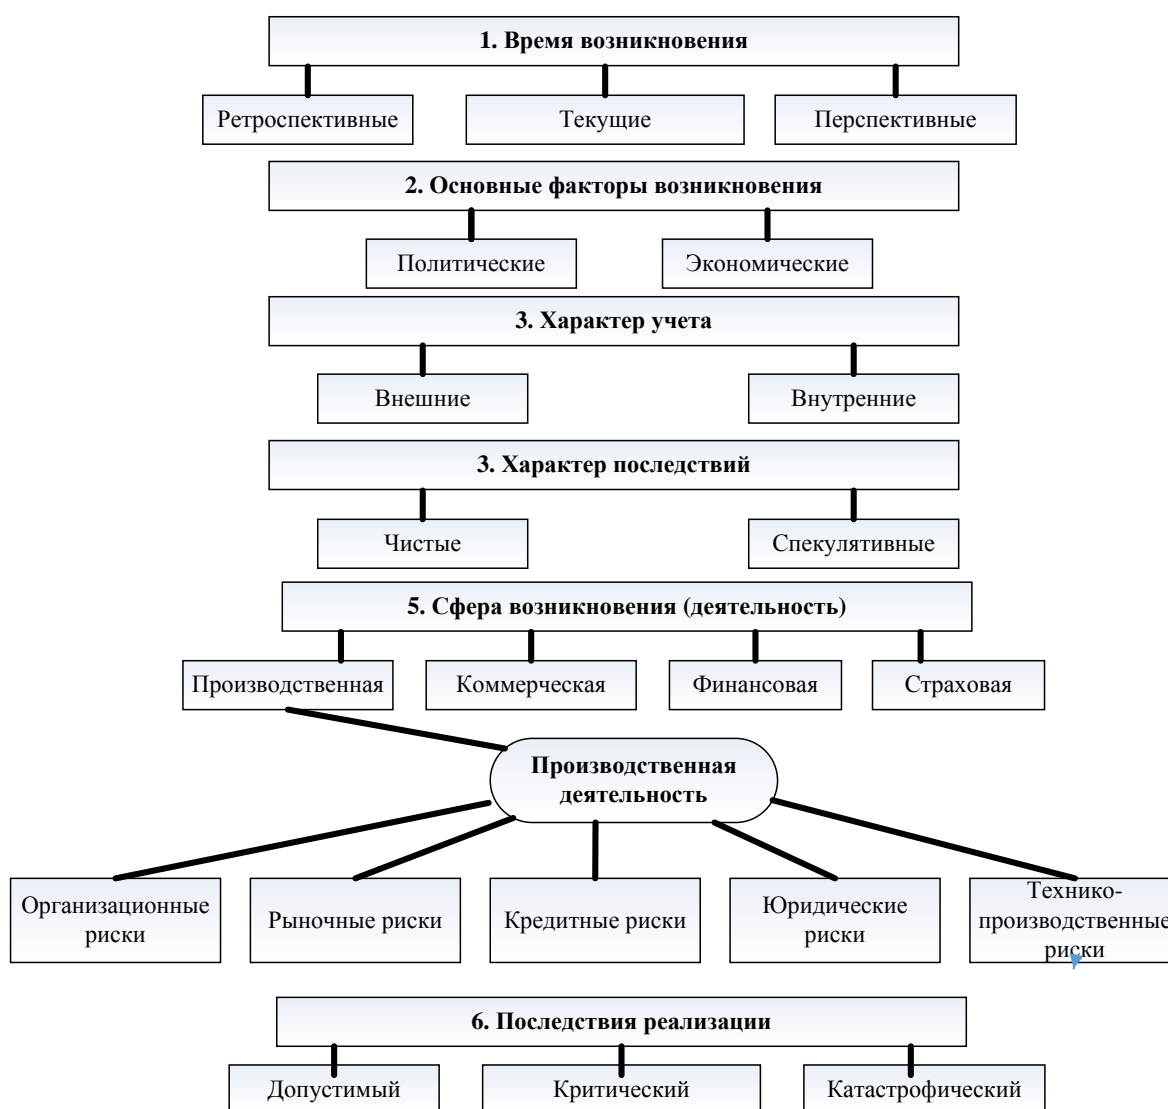 1. Время возникновения
Ретроспективные
Текущие
Перспективные
2. Основные факторы возникновения
Политические
Экономические
3. Характер учета
Внешние
Внутренние
3. Характер последствий
Чистые
Спекулятивные
5. Сфера возникновения (деятельность)
Производственная
Коммерческая
Финансовая
Страховая
Производственная
деятельность
Организационные
риски
Рыночные риски
Кредитные риски
Юридические
риски
Технико-
производственные
риски
6. Последствия реализации
Допустимый
Критический
Катастрофический